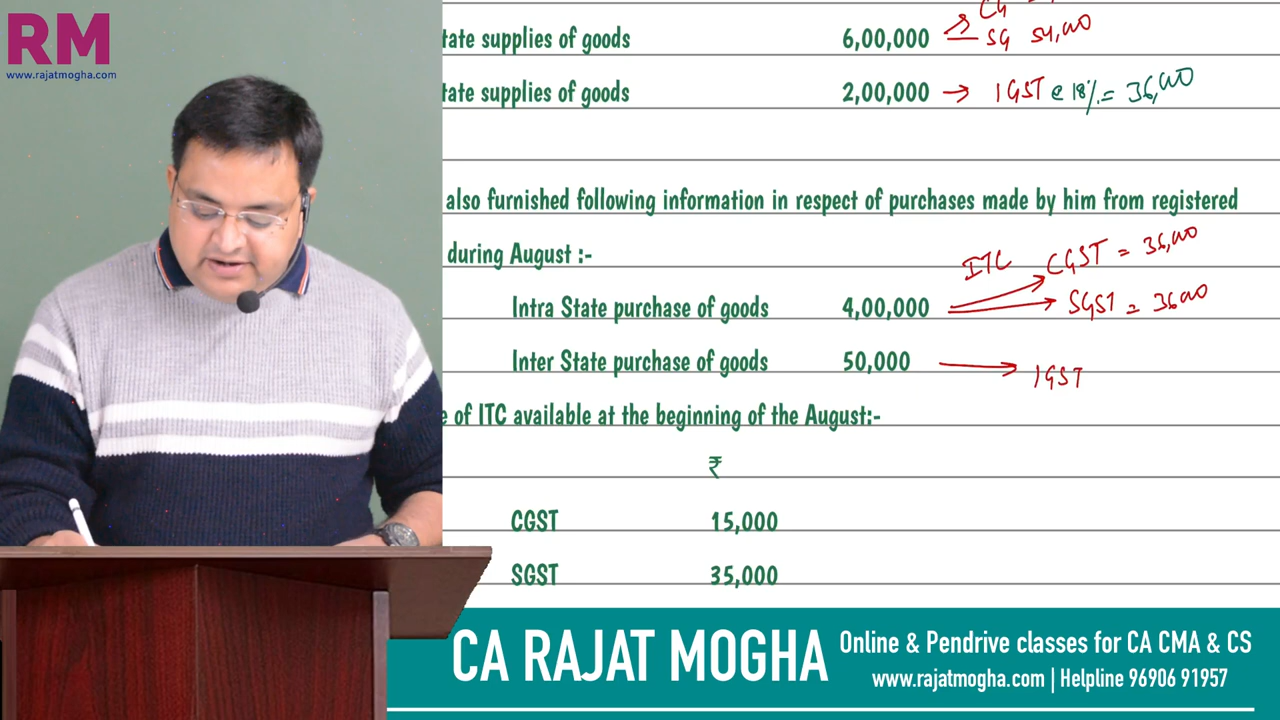 RM
www.rajatmogha.com
CG
tate supplies of goods 6,00,000 SG 54,000
tate supplies of goods 2,00,000 → IGST @ 18% = 36,000
also furnished following information in respect of purchases made by him from registered
during August :-
ITC CGST = 36,000
Intra State purchase of goods 4,00,000 SGST = 36000
Inter State purchase of goods 50,000 → IGST
e of ITC available at the beginning of the August:-
₹
CGST 15,000
SGST 35,000
CA RAJAT MOGHA
Online & Pendrive classes for CA CMA & CS
www.rajatmogha.com | Helpline 96906 91957